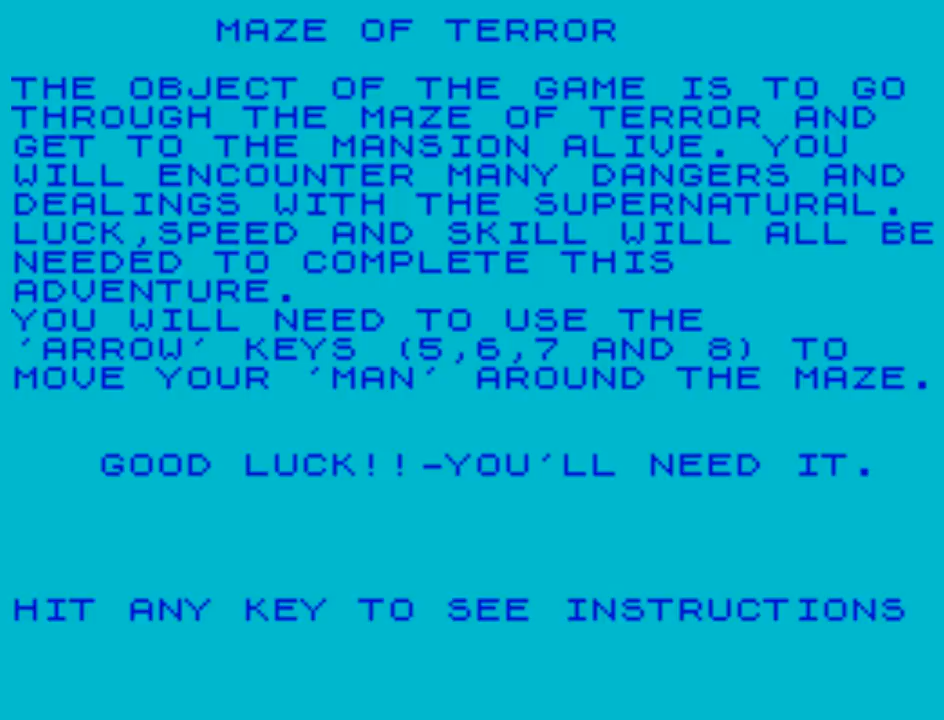 MAZE OF TERROR
THE OBJECT OF THE GAME IS TO GO
THROUGH THE MAZE OF TERROR AND
GET TO THE MANSION ALIVE. YOU
WILL ENCOUNTER MANY DANGERS AND
DEALINGS WITH THE SUPERNATURAL.
LUCK,SPEED AND SKILL WILL ALL BE
NEEDED TO COMPLETE THIS
ADVENTURE.
YOU WILL NEED TO USE THE
'ARROW' KEYS (5,6,7 AND 8) TO
MOVE YOUR 'MAN' AROUND THE MAZE.
GOOD LUCK!!-YOU'LL NEED IT.
HIT ANY KEY TO SEE INSTRUCTIONS